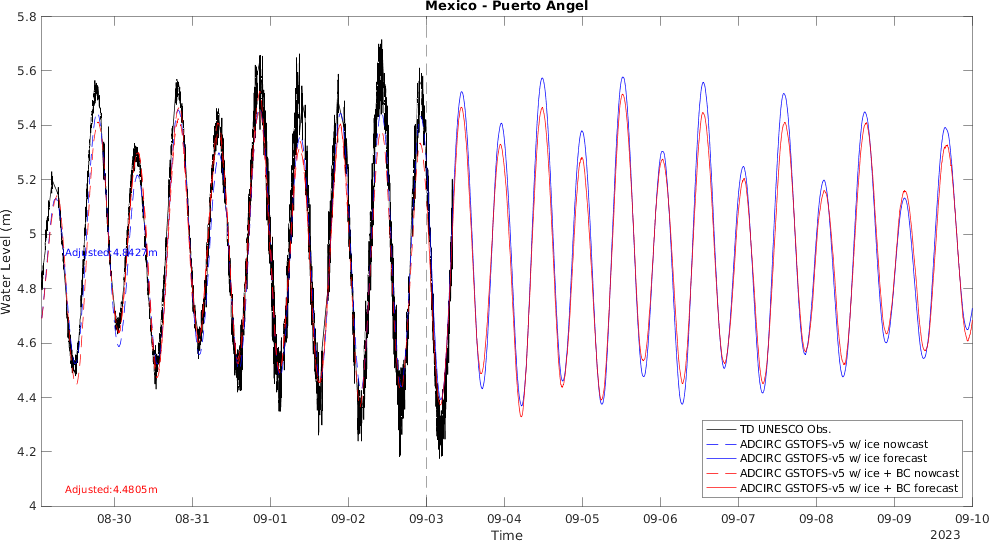 Mexico - Puerto Angel
5.8
5.6
5.4
5.2
5
4.8
4.6
4.4
4.2
4
Water Level (m)
Adjusted:4.8427m
Adjusted:4.4805m
TD UNESCO Obs.
ADCIRC GSTOFS-v5 w/ ice nowcast
ADCIRC GSTOFS-v5 w/ ice forecast
ADCIRC GSTOFS-v5 w/ ice + BC nowcast
ADCIRC GSTOFS-v5 w/ ice + BC forecast
08-30 08-31 09-01 09-02 09-03 09-04 09-05 09-06 09-07 09-08 09-09 09-10
Time
2023